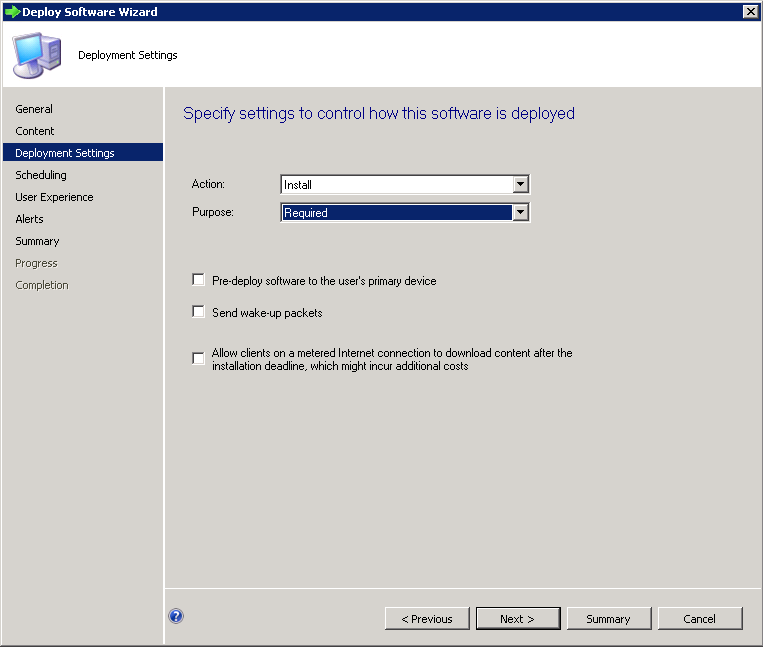 Deploy Software Wizard
Deployment Settings
General
Content
Deployment Settings
Scheduling
User Experience
Alerts
Summary
Progress
Completion
Specify settings to control how this software is deployed
Action:
Install
Purpose:
Required
Pre-deploy software to the user's primary device
Send wake-up packets
Allow clients on a metered Internet connection to download content after the
installation deadline, which might incur additional costs
< Previous
Next >
Summary
Cancel